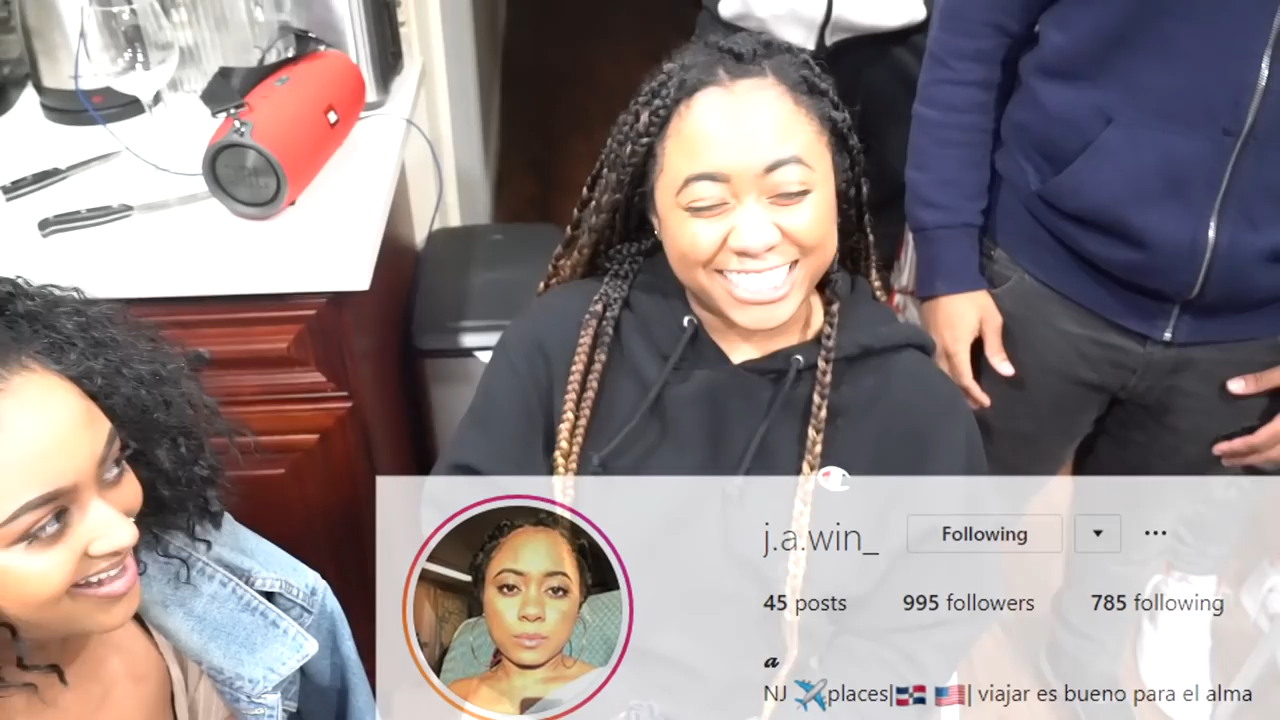 j.a.win_ Following
45 posts 995 followers 785 following
a
NJ ✈️places|🇩🇴 🇺🇸| viajar es bueno para el alma